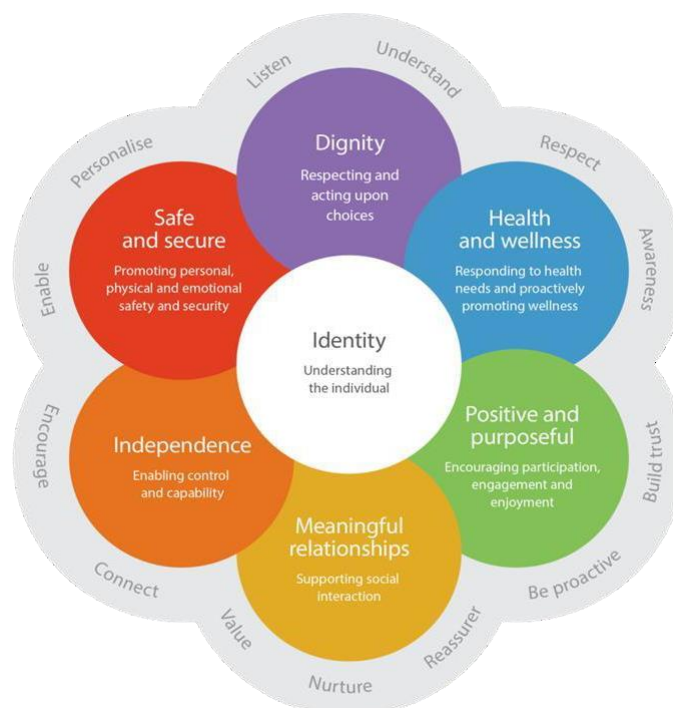 Listen
Understand
Personalise
Respect
Dignity
Respecting and
acting upon
choices
Safe
and secure
Promoting personal,
physical and emotional
safety and security
Health
and wellness
Responding to health
needs and proactively
promoting wellness
Enable
Awareness
Identity
Understanding
the individual
Encourage
Independence
Enabling control
and capability
Positive and
purposeful
Encouraging participation,
engagement and
enjoyment
Build trust
Meaningful
relationships
Supporting social
interaction
Connect
Be proactive
Value
Reassurer
Nurture